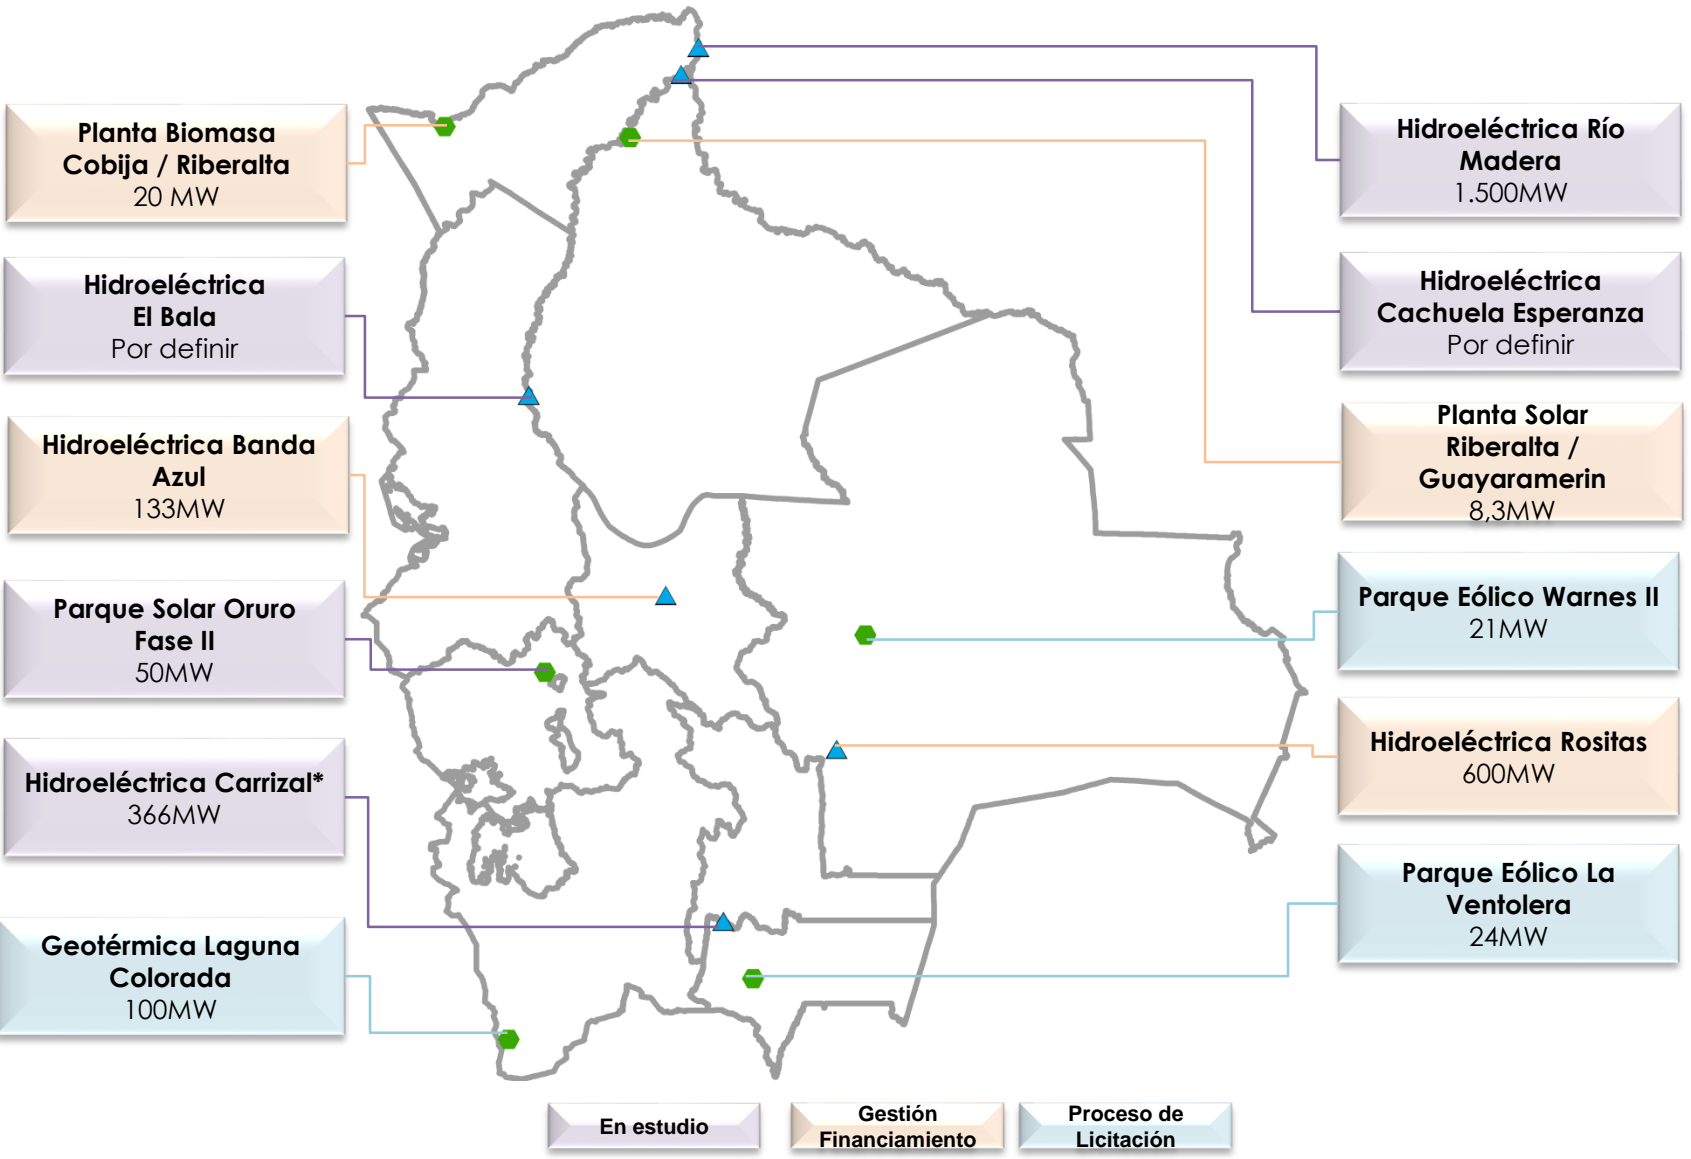 Planta Biomasa
Cobija / Riberalta
20 MW
Hidroeléctrica
El Bala
Por definir
Hidroeléctrica Banda
Azul
133MW
Parque Solar Oruro
Fase II
50MW
Hidroeléctrica Carrizal*
366MW
Geotérmica Laguna
Colorada
100MW
Hidroeléctrica Río
Madera
1.500MW
Hidroeléctrica
Cachuela Esperanza
Por definir
Planta Solar
Riberalta /
Guayaramerin
8,3MW
Parque Eólico Warnes II
21MW
Hidroeléctrica Rositas
600MW
Parque Eólico La
Ventolera
24MW
En estudio
Gestión
Financiamiento
Proceso de
Licitación